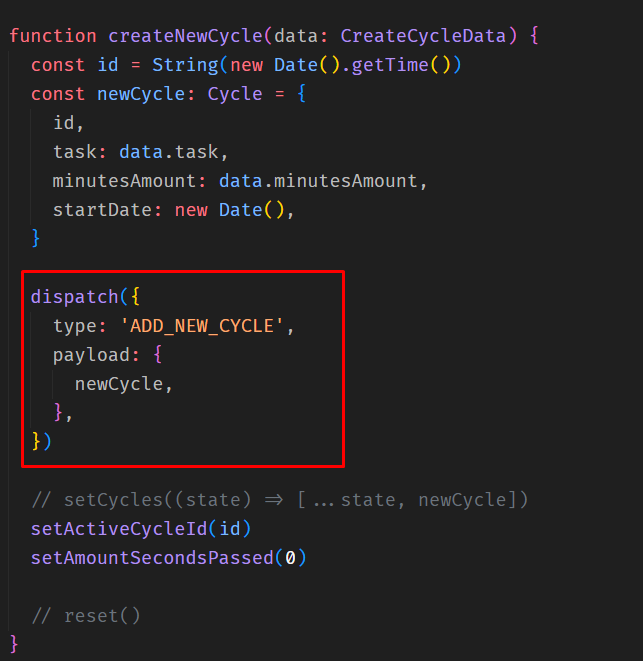 function createNewCycle(data: CreateCycleData) {
const id = String(new Date().getTime())
const newCycle: Cycle = {
id,
task: data.task,
minutesAmount: data.minutesAmount,
startDate: new Date(),
}
dispatch({
type: 'ADD_NEW_CYCLE',
payload: {
newCycle,
},
})
// setCycles((state) => [...state, newCycle])
setActiveCycleId(id)
setAmountSecondsPassed(0)
// reset()
}